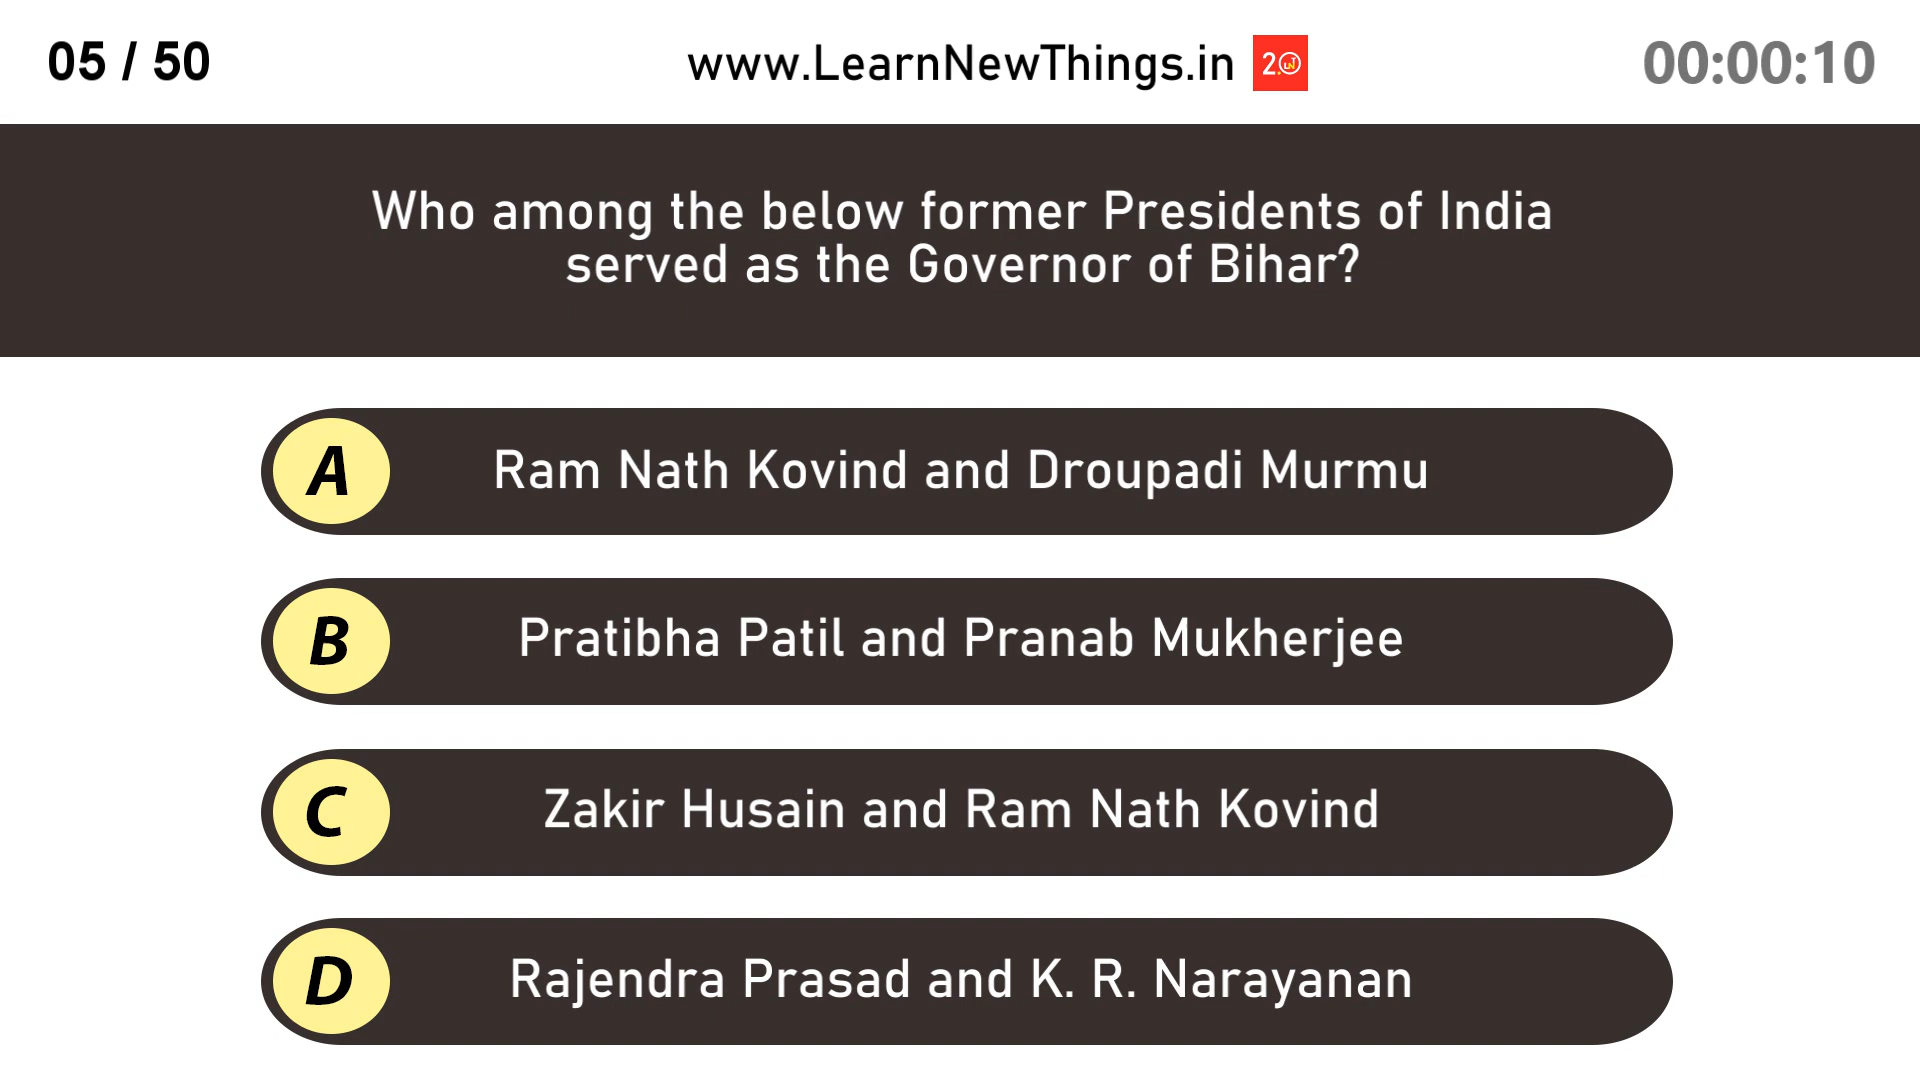 05 / 50
www.LearnNewThings.in
2.0
00:00:10
Who among the below former Presidents of India
served as the Governor of Bihar?
A
Ram Nath Kovind and Droupadi Murmu
B
Pratibha Patil and Pranab Mukherjee
C
Zakir Husain and Ram Nath Kovind
D
Rajendra Prasad and K. R. Narayanan